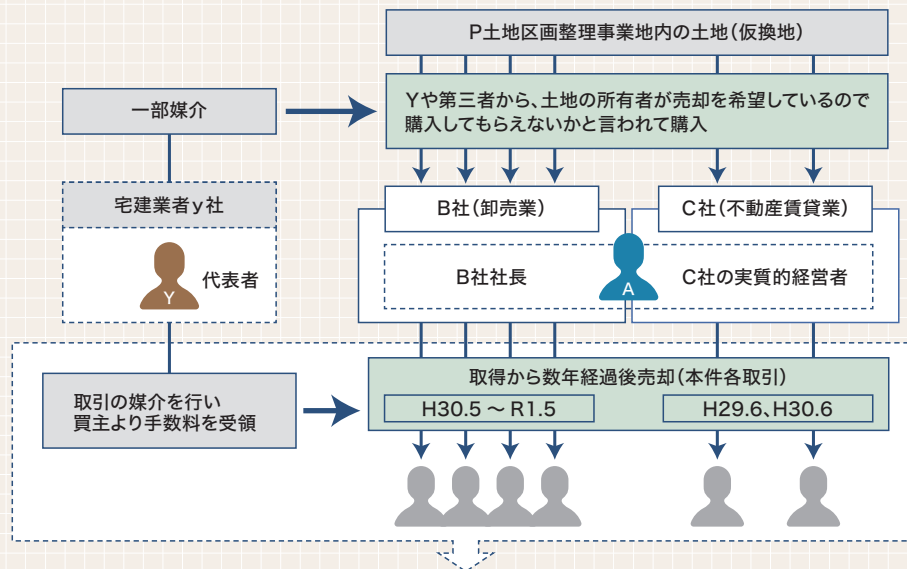 P土地区画整理事業地内の土地（仮換地）
一部媒介
Yや第三者から、土地の所有者が売却を希望しているので
購入してもらえないかと言われて購入
宅建業者y社
Y
代表者
B社（卸売業）
C社（不動産賃貸業）
B社社長
A
C社の実質的経営者
取引の媒介を行い
買主より手数料を受領
取得から数年経過後売却（本件各取引）
H30.5 ～ R1.5
H29.6、H30.6